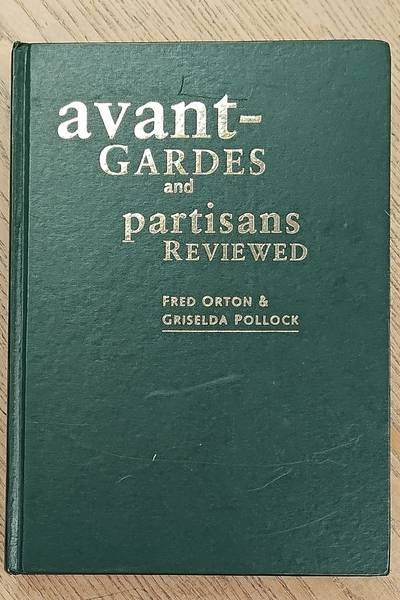 avant-
GARDES
and
partisans
REVIEWED
FRED ORTON &
GRISELDA POLLOCK